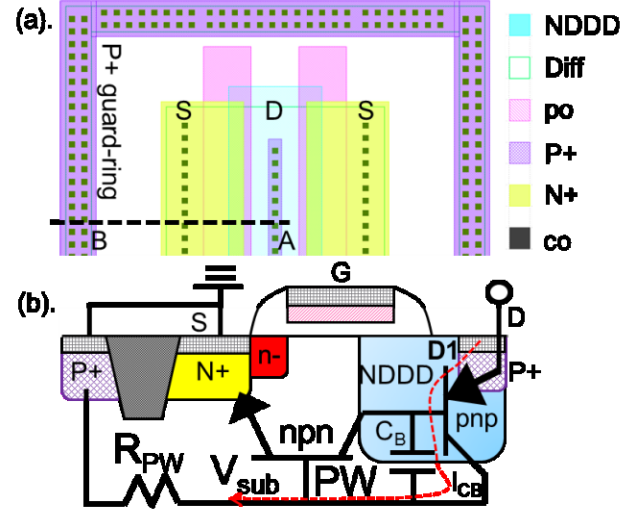 (a).
P+ guard-ring
S
D
S
B
A
NDDD
Diff
po
P+
N+
co
(b).
S
G
D
P+
N+
n-
NDDD
D1
P+
pnp
npn
CB
RPW
Vsub
PW
ICB